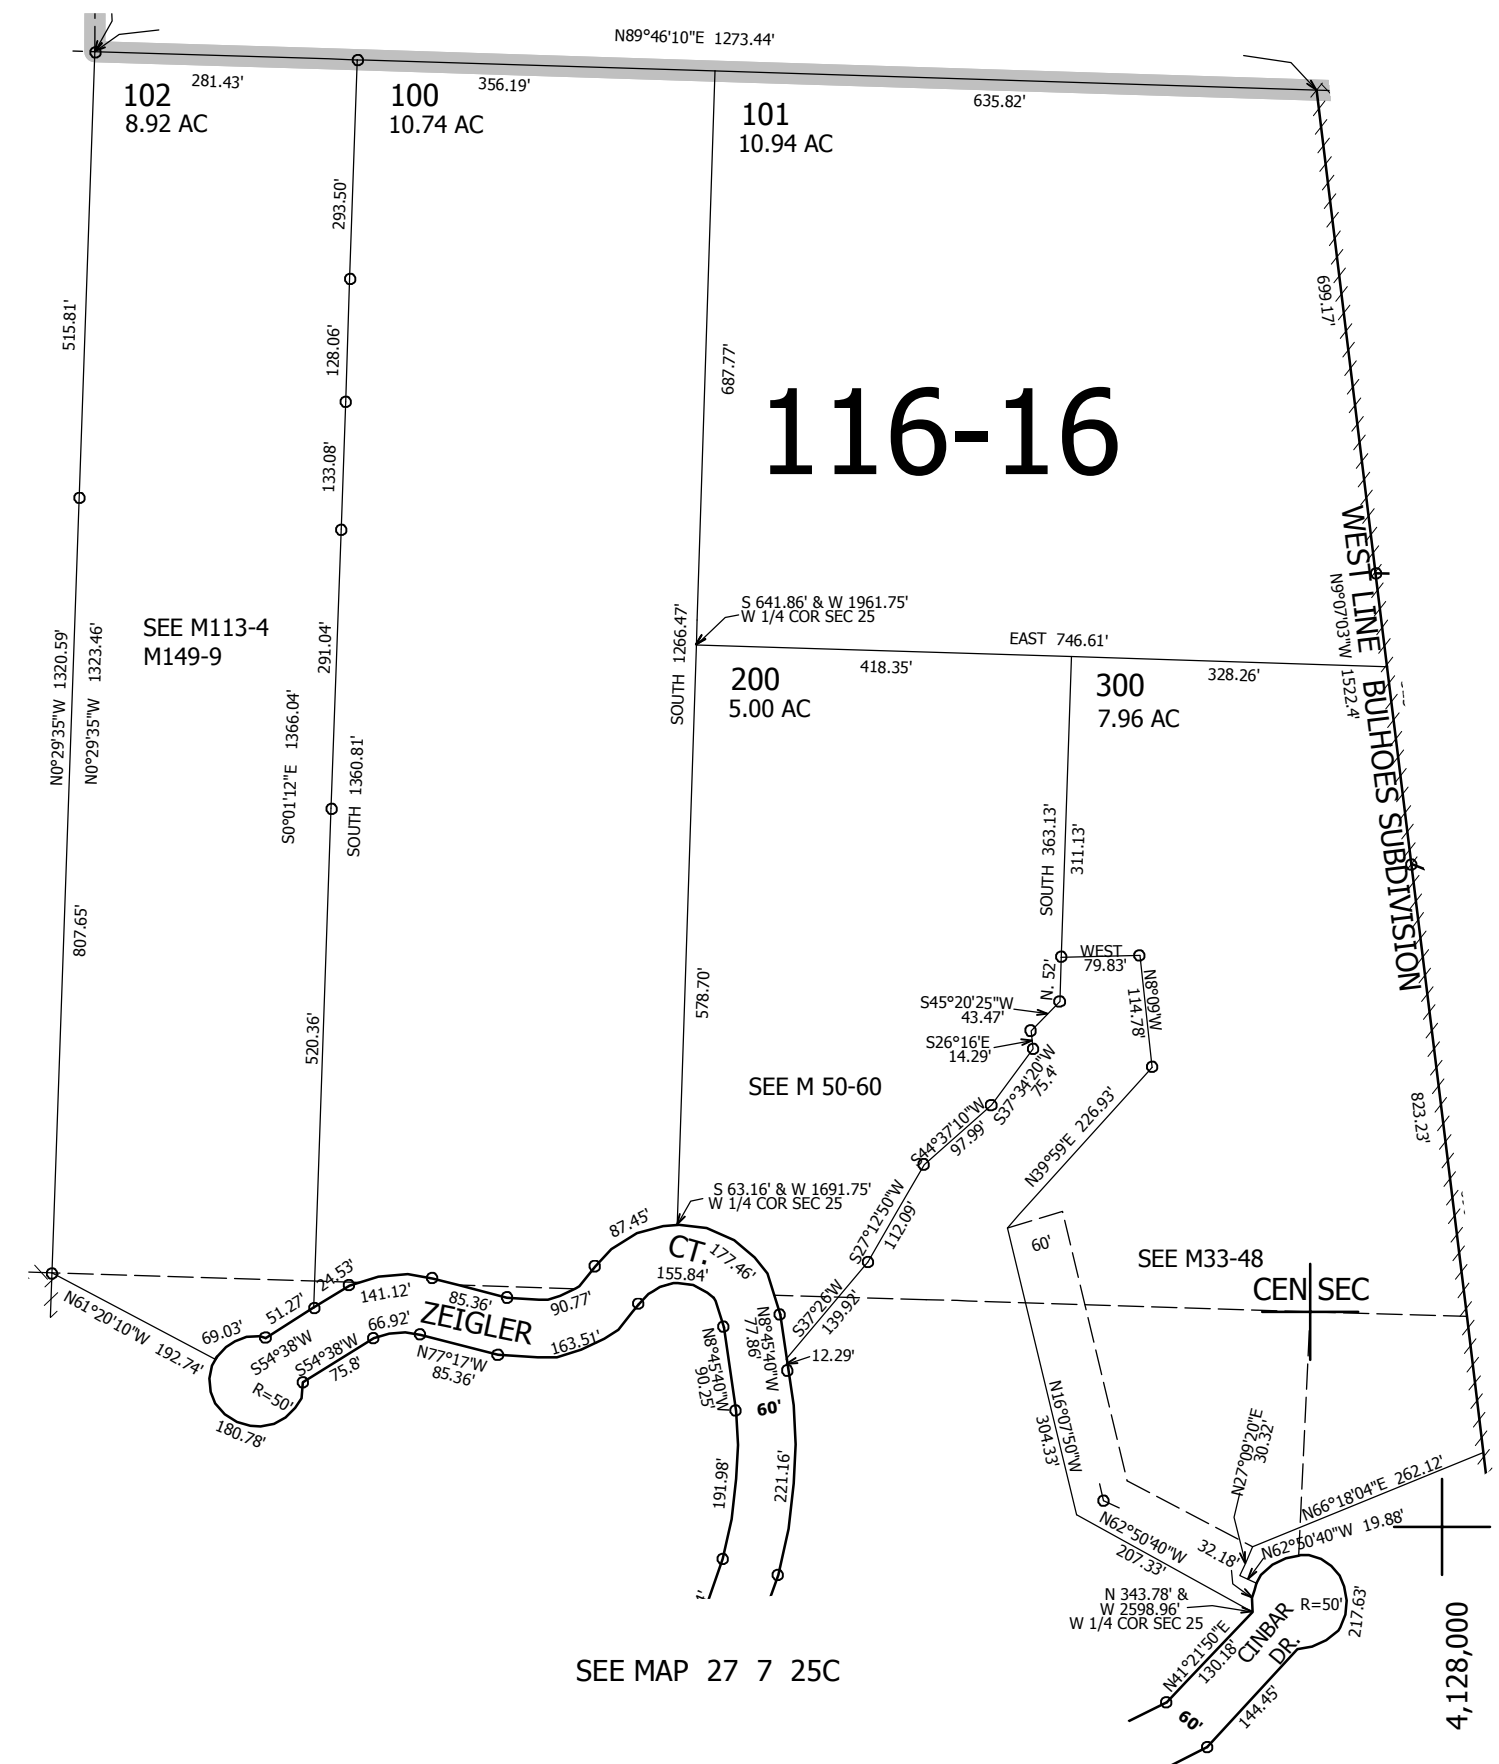 N89°46'10"E 1273.44'
281.43'
356.19'
635.82'
102
8.92 AC
100
10.74 AC
101
10.94 AC
293.50'
515.81'
128.06'
687.77'
699.17'
116-16
133.08'
WEST LINE BULHOES SUBDIVISION
N9°07'03"W 1522.4'
S 641.86' & W 1961.75'
W 1/4 COR SEC 25
EAST 746.61'
418.35'
328.26'
SEE M113-4
M149-9
N0°29'35"W 1320.59'
N0°29'35"W 1323.46'
291.04'
SOUTH 1266.47'
200
5.00 AC
300
7.96 AC
S0°01'12"E 1366.04'
SOUTH 1360.81'
SOUTH 363.13'
311.13'
807.65'
578.70'
520.36'
WEST
79.83'
N. 52'
N8°09'W
114.78'
S45°20'25"W
43.47'
S26°16'E
14.29'
S37°34'20"W
75.4'
SEE M 50-60
S44°37'10"W
97.99'
N39°59'E 226.93'
823.23'
S 63.16' & W 1691.75'
W 1/4 COR SEC 25
S27°12'50"W
112.09'
87.45'
CT.
177.46'
155.84'
60'
SEE M33-48
CEN SEC
24.53'
141.12'
85.36'
90.77'
51.27'
N61°20'10"W 192.74'
69.03'
S54°38'W
S54°38'W
75.8'
66.92'
ZEIGLER
N77°17'W
85.36'
163.51'
S37°26'W
139.92'
N8°45'40"W
77.86'
12.29'
N8°45'40"W
90.25'
60'
R=50'
180.78'
191.98'
221.16'
N16°07'50"W
304.33'
N27°09'20"E
30.32'
N66°18'04"E 262.12'
N62°50'40"W 19.88'
N62°50'40"W
207.33'
32.18'
N 343.78' &
W 2598.96'
W 1/4 COR SEC 25
R=50'
217.63'
CINBAR
DR.
N41°21'50"E
130.18'
144.45'
60'
SEE MAP 27 7 25C
4,128,000